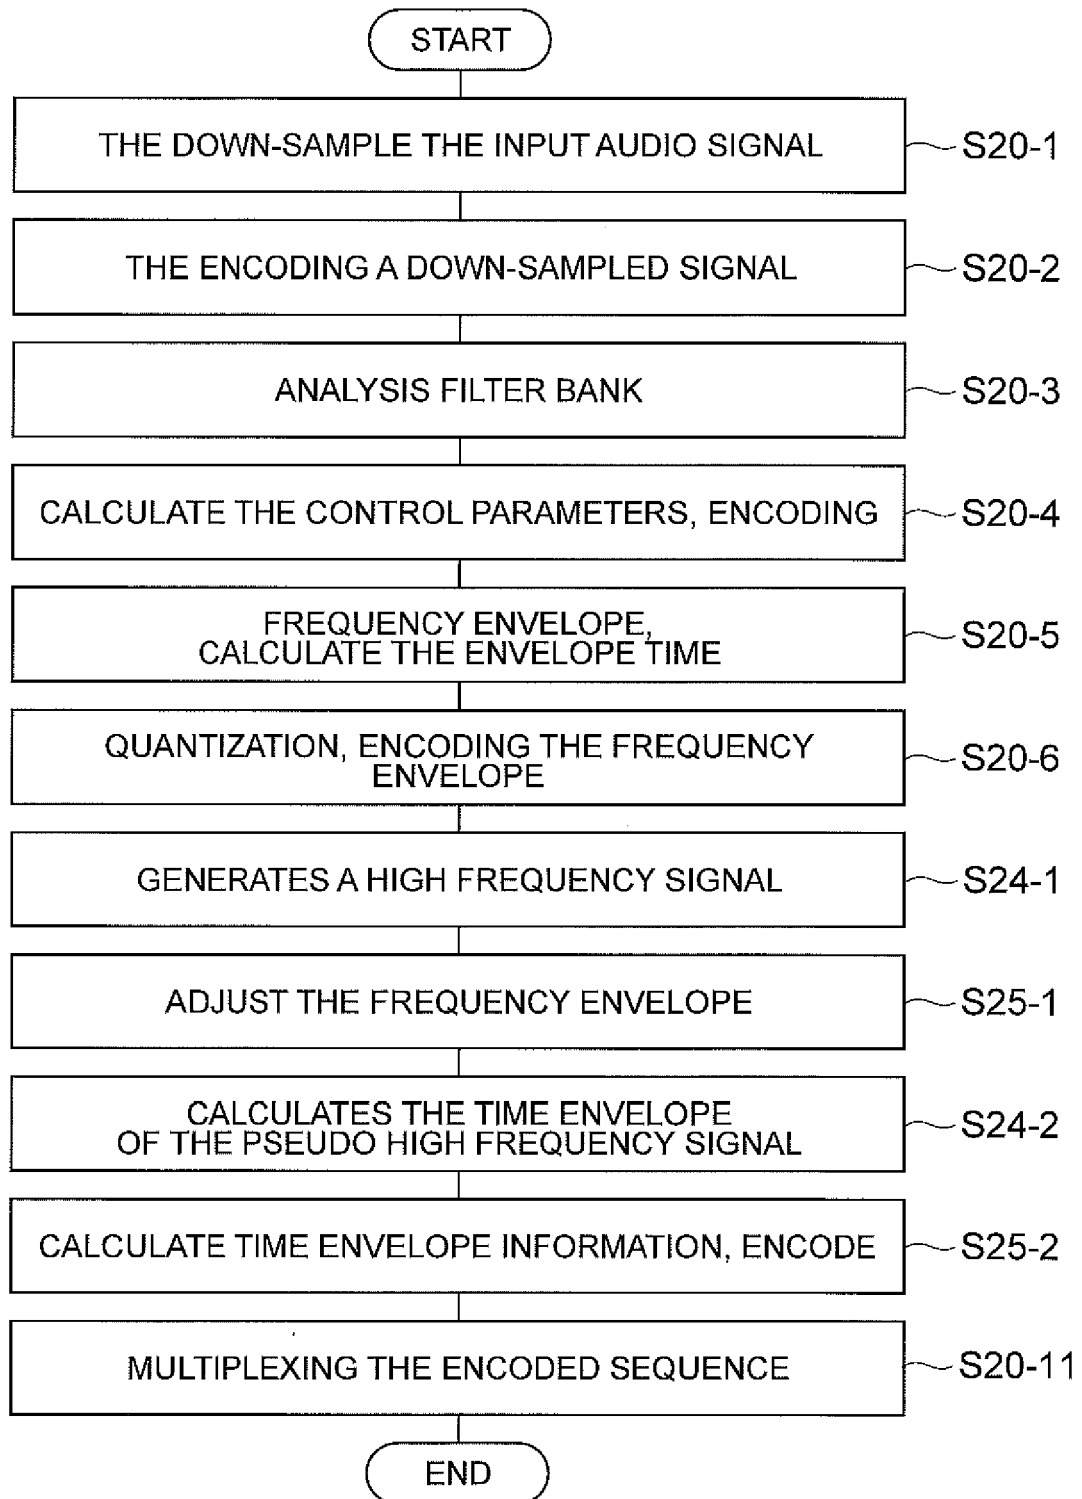 START
THE DOWN-SAMPLE THE INPUT AUDIO SIGNAL
S20-1
THE ENCODING A DOWN-SAMPLED SIGNAL
S20-2
ANALYSIS FILTER BANK
S20-3
CALCULATE THE CONTROL PARAMETERS, ENCODING
S20-4
FREQUENCY ENVELOPE,
CALCULATE THE ENVELOPE TIME
S20-5
QUANTIZATION, ENCODING THE FREQUENCY
ENVELOPE
S20-6
GENERATES A HIGH FREQUENCY SIGNAL
S24-1
ADJUST THE FREQUENCY ENVELOPE
S25-1
CALCULATES THE TIME ENVELOPE
OF THE PSEUDO HIGH FREQUENCY SIGNAL
S24-2
CALCULATE TIME ENVELOPE INFORMATION, ENCODE
S25-2
MULTIPLEXING THE ENCODED SEQUENCE
S20-11
END